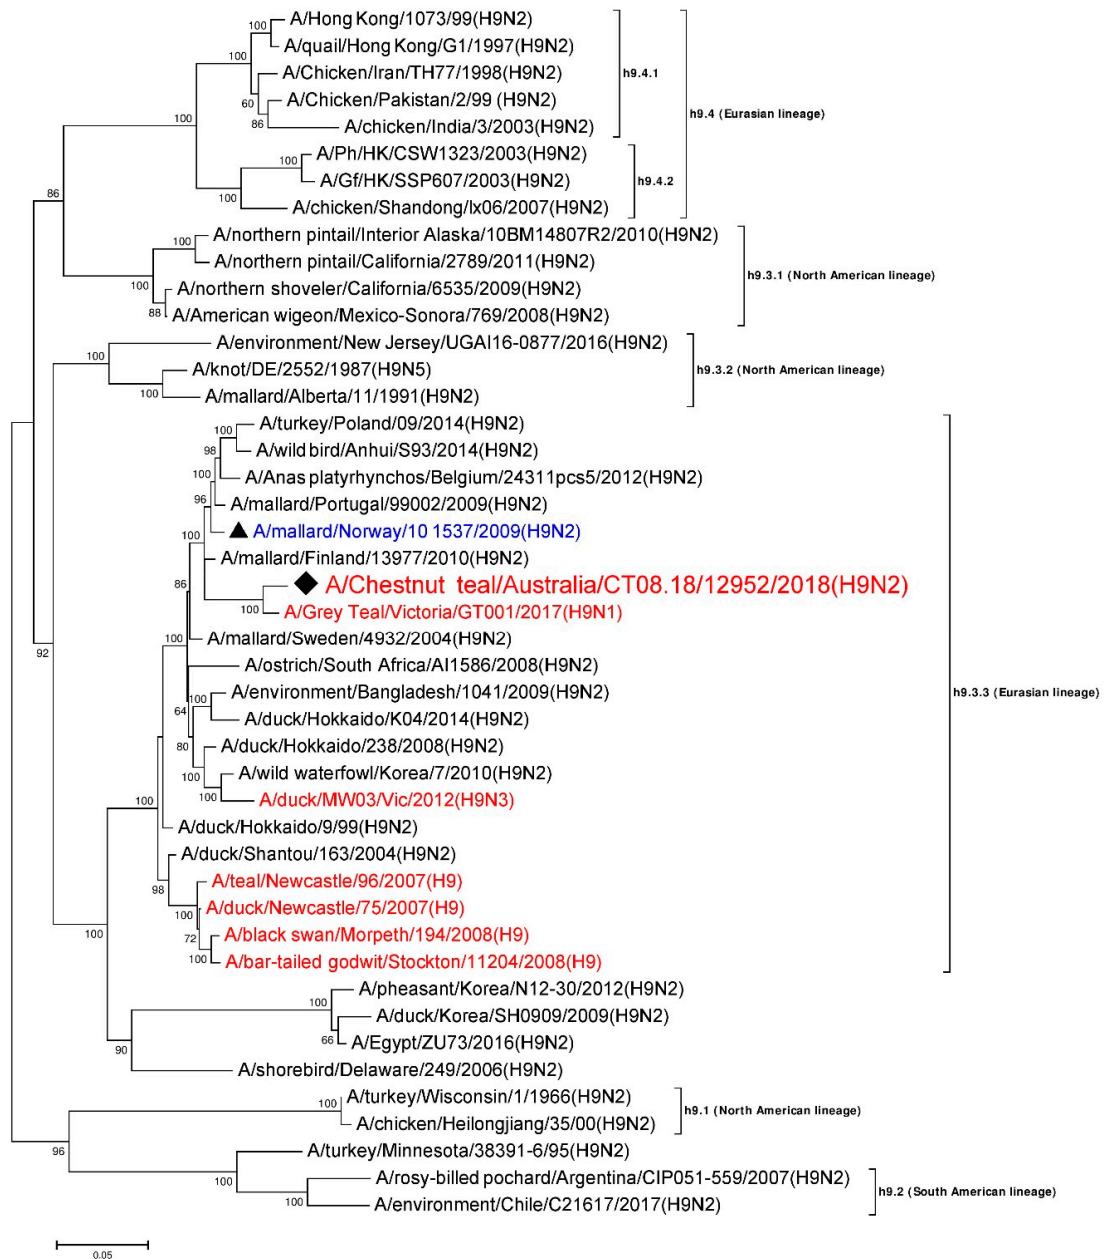 A/Hong Kong/1073/99(H9N2)
100
A/quail/Hong Kong/G1/1997(H9N2)
100
A/Chicken/Iran/TH77/1998(H9N2)
h9.4.1
A/Chicken/Pakistan/2/99 (H9N2)
60
h9.4 (Eurasian lineage)
86
A/chicken/India/3/2003(H9N2)
100
A/Ph/HK/CSW1323/2003(H9N2)
100
A/Gf/HK/SSP607/2003(H9N2)
h9.4.2
100
A/chicken/Shandong/lx06/2007(H9N2)
86
A/northern pintail/Interior Alaska/10BM14807R2/2010(H9N2)
100
A/northern pintail/California/2789/2011(H9N2)
h9.3.1 (North American lineage)
100
A/northern shoveler/California/6535/2009(H9N2)
88
A/American wigeon/Mexico-Sonora/769/2008(H9N2)
A/environment/New Jersey/UGAI16-0877/2016(H9N2)
100
A/knot/DE/2552/1987(H9N5)
h9.3.2 (North American lineage)
100
A/mallard/Alberta/11/1991(H9N2)
A/turkey/Poland/09/2014(H9N2)
100
98
A/wild bird/Anhui/S93/2014(H9N2)
100
A/Anas platyrhynchos/Belgium/24311pcs5/2012(H9N2)
96
A/mallard/Portugal/99002/2009(H9N2)
A/mallard/Norway/10 1537/2009(H9N2)
100
A/mallard/Finland/13977/2010(H9N2)
86
A/Chestnut teal/Australia/CT08.18/12952/2018(H9N2)
100
A/Grey Teal/Victoria/GT001/2017(H9N1)
92
100
A/mallard/Sweden/4932/2004(H9N2)
A/ostrich/South Africa/AI1586/2008(H9N2)
h9.3.3 (Eurasian lineage)
100
A/environment/Bangladesh/1041/2009(H9N2)
64
A/duck/Hokkaido/K04/2014(H9N2)
80
A/duck/Hokkaido/238/2008(H9N2)
100
A/wild waterfowl/Korea/7/2010(H9N2)
100
A/duck/MW03/Vic/2012(H9N3)
100
A/duck/Hokkaido/9/99(H9N2)
A/duck/Shantou/163/2004(H9N2)
98
A/teal/Newcastle/96/2007(H9)
100
A/duck/Newcastle/75/2007(H9)
100
72
A/black swan/Morpeth/194/2008(H9)
100
A/bar-tailed godwit/Stockton/11204/2008(H9)
A/pheasant/Korea/N12-30/2012(H9N2)
100
A/duck/Korea/SH0909/2009(H9N2)
66
A/Egypt/ZU73/2016(H9N2)
90
A/shorebird/Delaware/249/2006(H9N2)
A/turkey/Wisconsin/1/1966(H9N2)
100
h9.1 (North American lineage)
A/chicken/Heilongjiang/35/00(H9N2)
96
A/turkey/Minnesota/38391-6/95(H9N2)
100
A/rosy-billed pochard/Argentina/CIP051-559/2007(H9N2)
100
h9.2 (South American lineage)
A/environment/Chile/C21617/2017(H9N2)
0.05